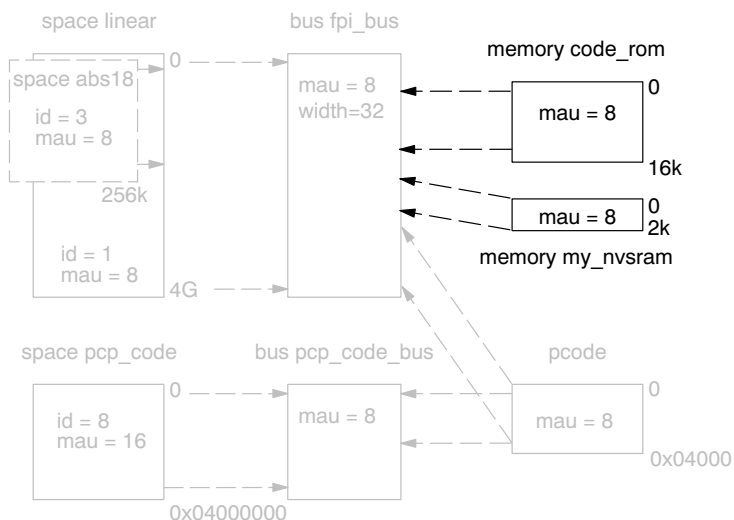 space linear
bus fpi_bus
memory code_rom
0
space abs18
id = 3
mau = 8
256k
id = 1
mau = 8
4G
mau = 8
width=32
mau = 8
0
16k
mau = 8
0
2k
memory my_nvsram
space pcp_code
bus pcp_code_bus
pcode
id = 8
mau = 16
0
0x04000000
mau = 8
mau = 8
0
0x04000